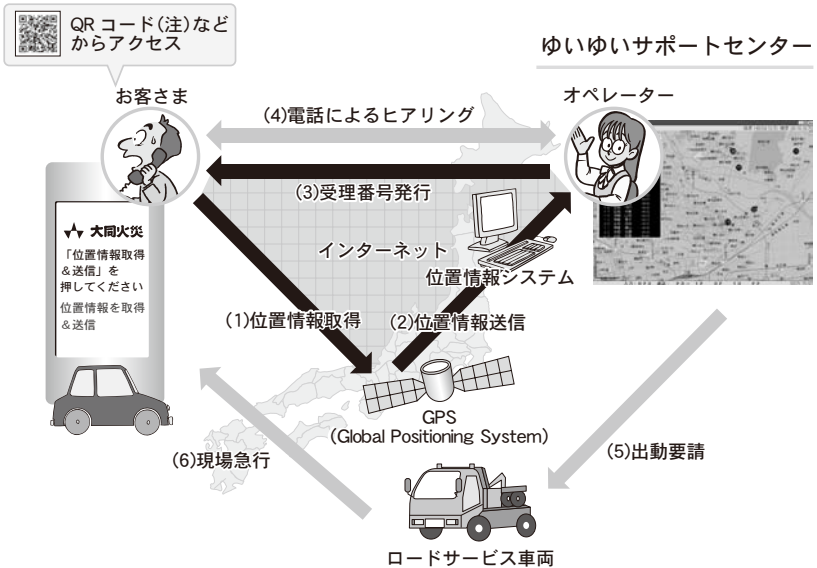 QRコード(注)など
からアクセス
ゆいゆいサポートセンター
お客さま
オペレーター
(4)電話によるヒアリング
(3)受理番号発行
大同火災
「位置情報取得
&送信」を
押してください
位置情報を取得
&送信
インターネット
位置情報システム
(1)位置情報取得
(2)位置情報送信
GPS
(Global Positioning System)
(6)現場急行
(5)出動要請
ロードサービス車両